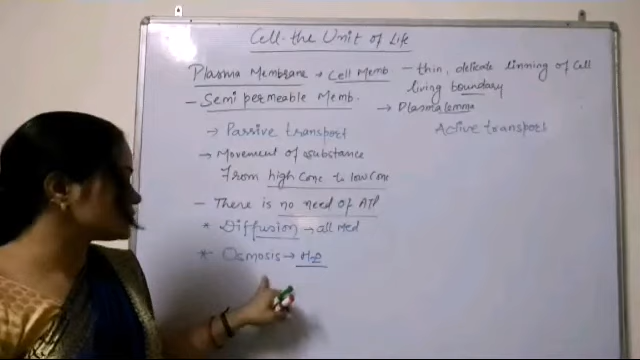 Cell-the Unit of Life
Plasma Membrane → Cell Memb - thin, delicate linning of Cell
living boundary
- Semi permeable Memb. → Plasmalemma
→ Passive transport Active transport
→ Movement of substance
From high Conc to low Conc
- There is no need of ATP
* Diffusion → all Med
* Osmosis →